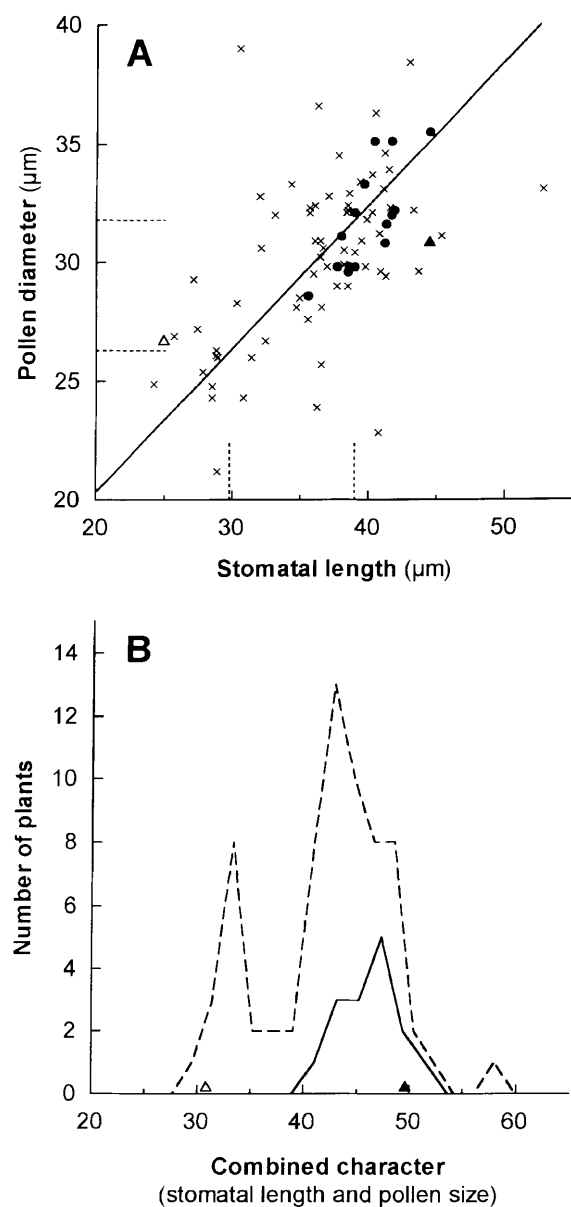 A
40
35
30
25
20
Pollen diameter (µm)
20 30 40 50
Stomatal length (µm)
B
14
12
10
8
6
4
2
0
Number of plants
20 30 40 50 60
Combined character
(stomatal length and pollen size)